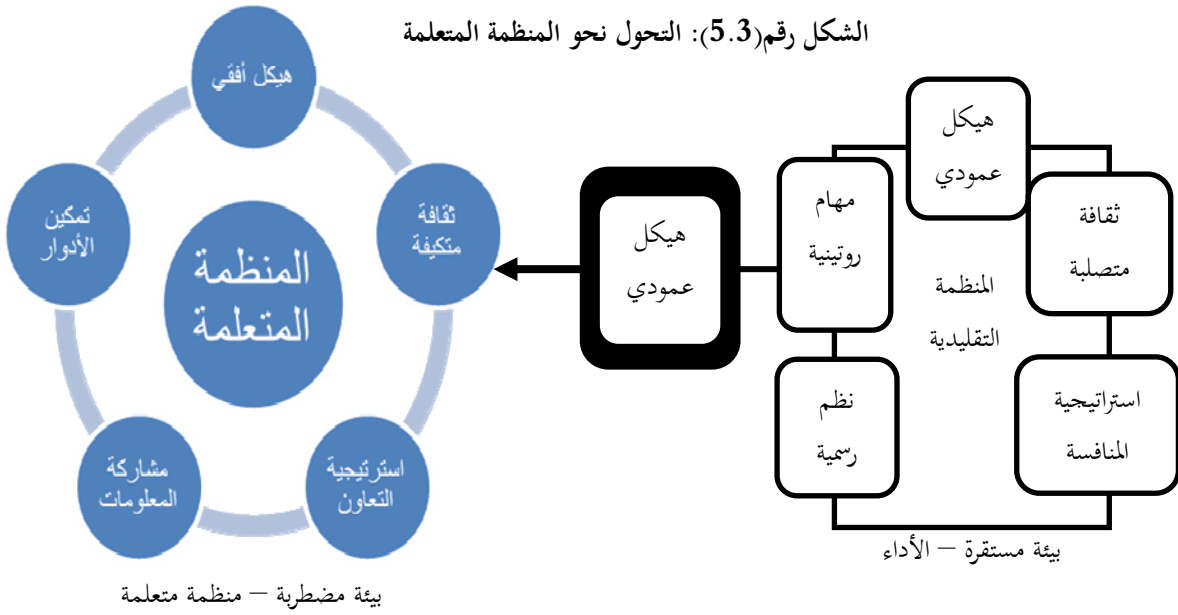 الشكل رقم(5.3): التحول نحو المنظمة المتعلمة
هيكل
عمودي
ثقافة
متصلبة
استراتيجية
المنافسة
نظم
رسمية
مهام
روتينية
المنظمة
التقليدية
بيئة مستقرة – الأداء
هيكل
عمودي
هيكل أفقي
ثقافة
متكيفة
استرتيجية
التعاون
مشاركة
المعلومات
تمكين
الأدوار
المنظمة
المتعلمة
بيئة مضطربة – منظمة متعلمة